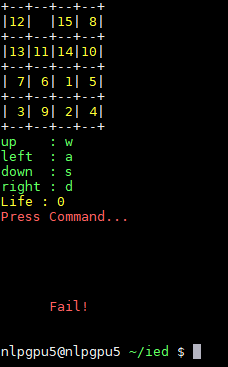 +--+--+--+--+
|12|  |15| 8|
+--+--+--+--+
|13|11|14|10|
+--+--+--+--+
| 7| 6| 1| 5|
+--+--+--+--+
| 3| 9| 2| 4|
+--+--+--+--+
up    : w
left  : a
down  : s
right : d
Life : 0
Press Command...
Fail!
nlpgpu5@nlpgpu5 ~/ied $